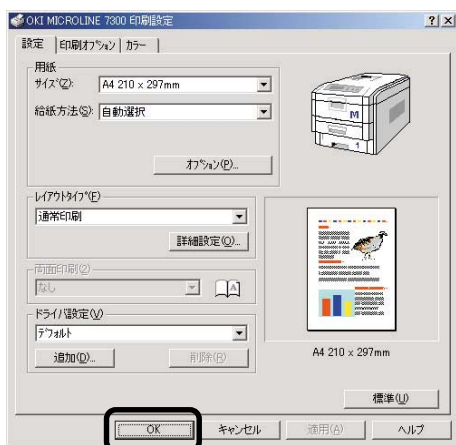 OKI MICROLINE 7300 印刷設定
設定 印刷ｵﾌﾟｼｮﾝ カラー
用紙
ｻｲｽﾞ(Z): A4 210 x 297mm
給紙方法(S): 自動選択
ｵﾌﾟｼｮﾝ(P)...
M
1
ﾚｲｱｳﾄﾀｲﾌﾟ(E)
通常印刷
詳細設定(O)...
両面印刷(2)
なし
A
ドライバ設定(V)
ﾃﾞﾌｫﾙﾄ
追加(D)...
削除(R)
A4 210 x 297mm
標準(U)
OK キャンセル 適用(A) ヘルプ